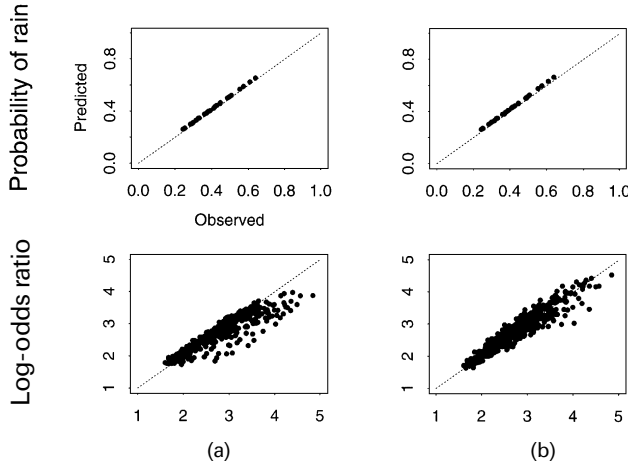 Probability of rain
Predicted
0.0 0.4 0.8
0.0 0.2 0.4 0.6 0.8 1.0
Observed
0.0 0.4 0.8
0.0 0.2 0.4 0.6 0.8 1.0
Log-odds ratio
1 2 3 4 5
1 2 3 4 5
(a)
1 2 3 4 5
1 2 3 4 5
(b)